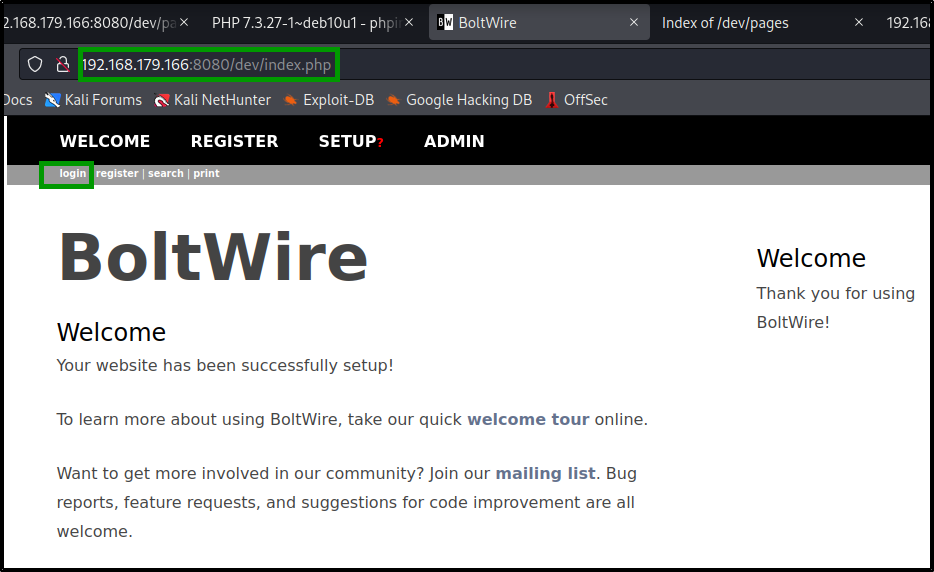 .168.179.166:8080/dev/pa × PHP 7.3.27-1~deb10u1 - phpi × BW BoltWire × Index of /dev/pages × 192.168
192.168.179.166:8080/dev/index.php
Docs Kali Forums Kali NetHunter Exploit-DB Google Hacking DB OffSec
WELCOME REGISTER SETUP? ADMIN
login register | search | print
BoltWire
Welcome
Your website has been successfully setup!
To learn more about using BoltWire, take our quick welcome tour online.
Want to get more involved in our community? Join our mailing list. Bug
reports, feature requests, and suggestions for code improvement are all
welcome.
Welcome
Thank you for using
BoltWire!